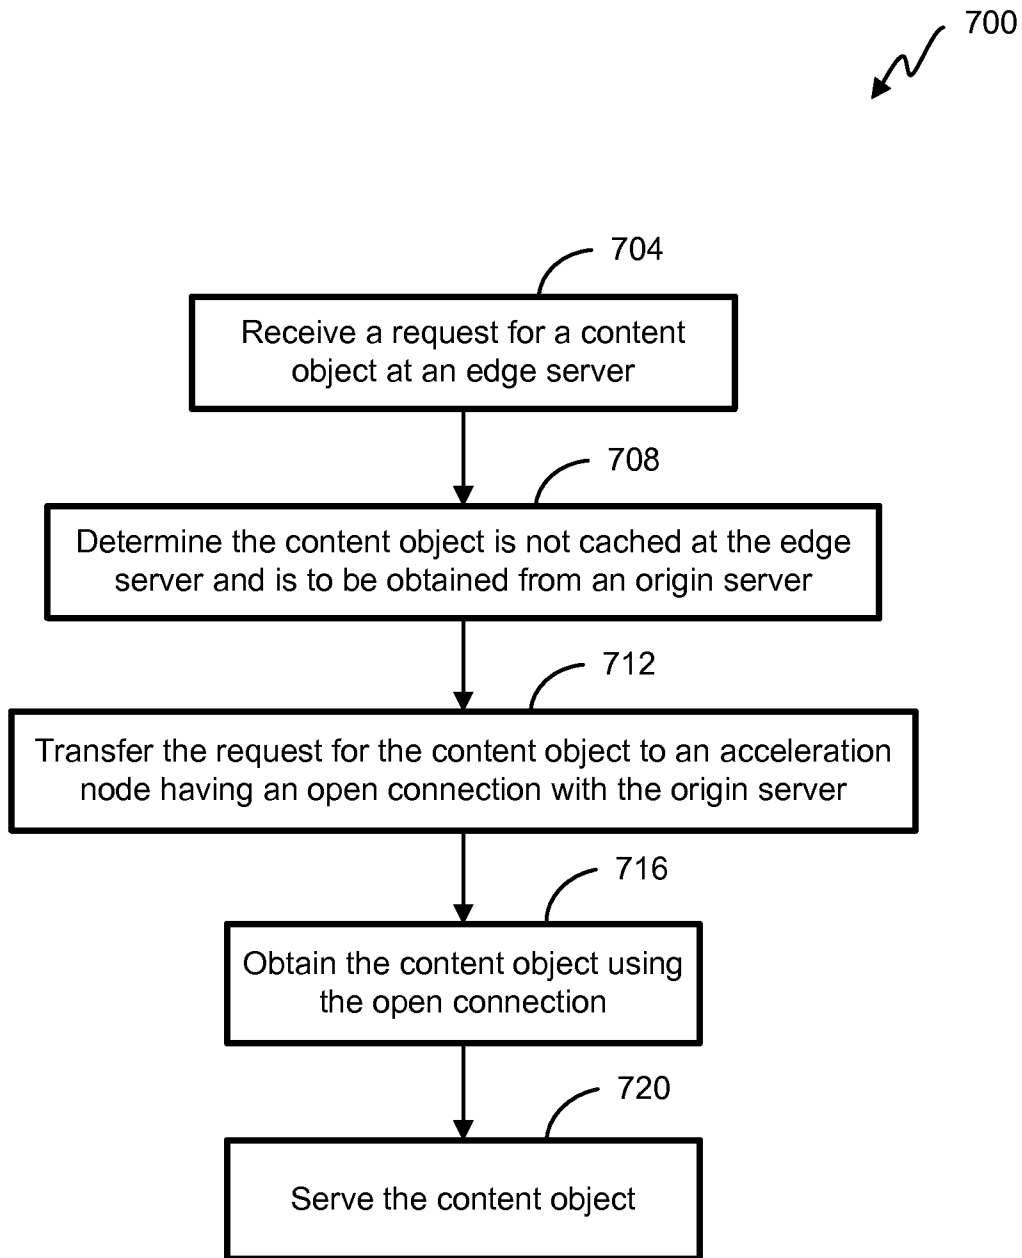 700
704
Receive a request for a content
object at an edge server
708
Determine the content object is not cached at the edge
server and is to be obtained from an origin server
712
Transfer the request for the content object to an acceleration
node having an open connection with the origin server
716
Obtain the content object using
the open connection
720
Serve the content object